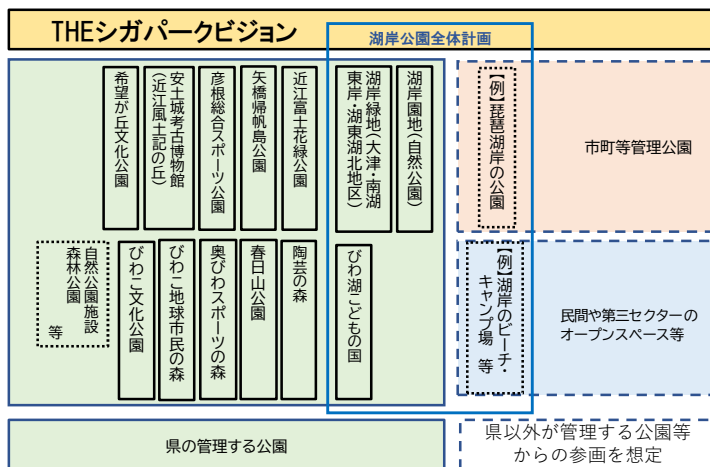 THEシガパークビジョン
湖岸公園全体計画
希望が丘文化公園
安土城考古博物館
(近江風土記の丘)
彦根総合スポーツ公園
矢橋帰帆島公園
近江富士花緑公園
湖岸緑地(大津・南湖
東岸・湖東湖北地区)
湖岸園地(自然公園)
【例】琵琶湖岸の公園
市町等管理公園
自然公園施設
森林公園
等
びわこ文化公園
びわこ地球市民の森
奥びわスポーツの森
春日山公園
陶芸の森
びわ湖こどもの国
【例】湖岸のビーチ・
キャンプ場 等
民間や第三セクターの
オープンスペース等
県の管理する公園
県以外が管理する公園等
からの参画を想定